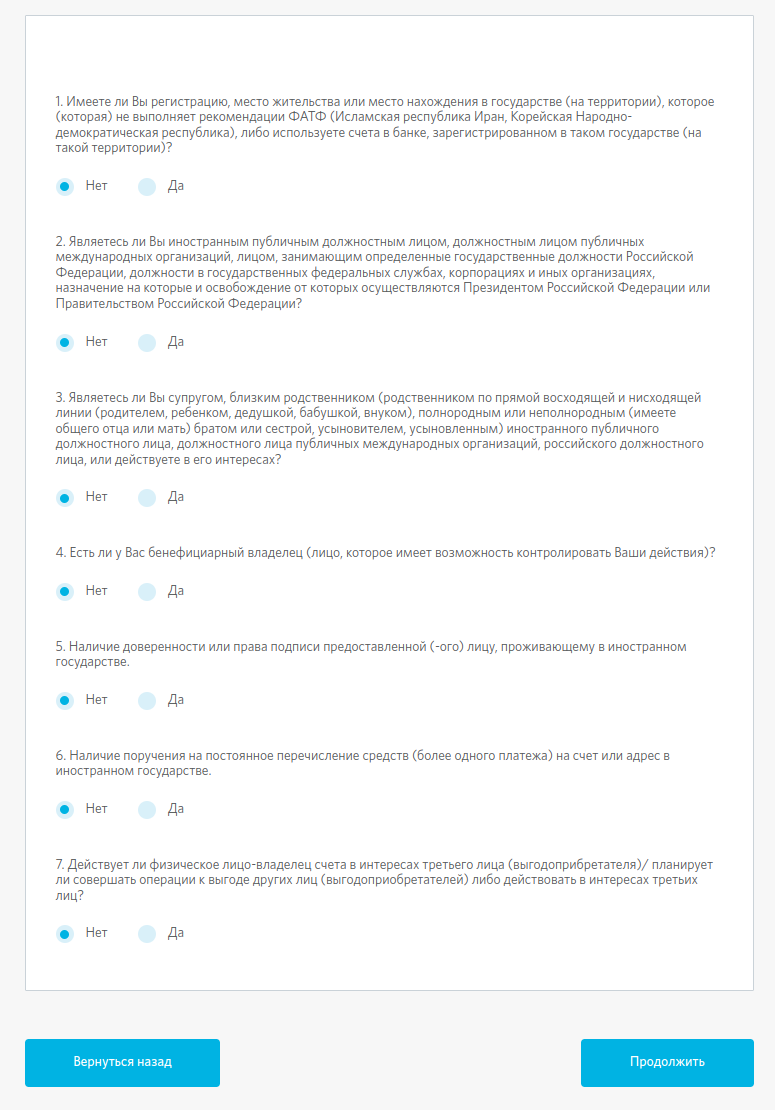 1. Имеете ли Вы регистрацию, место жительства или место нахождения в государстве (на территории), которое
(которая) не выполняет рекомендации ФАТФ (Исламская республика Иран, Корейская Народно-
демократическая республика), либо используете счета в банке, зарегистрированном в таком государстве (на
такой территории)?
Нет Да
2. Являетесь ли Вы иностранным публичным должностным лицом, должностным лицом публичных
международных организаций, лицом, занимающим определенные государственные должности Российской
Федерации, должности в государственных федеральных службах, корпорациях и иных организациях,
назначение на которые и освобождение от которых осуществляются Президентом Российской Федерации или
Правительством Российской Федерации?
Нет Да
3. Являетесь ли Вы супругом, близким родственником (родственником по прямой восходящей и нисходящей
линии (родителем, ребенком, дедушкой, бабушкой, внуком), полнородным или неполнородным (имеете
общего отца или мать) братом или сестрой, усыновителем, усыновленным) иностранного публичного
должностного лица, должностного лица публичных международных организаций, российского должностного
лица, или действуете в его интересах?
Нет Да
4. Есть ли у Вас бенефициарный владелец (лицо, которое имеет возможность контролировать Ваши действия)?
Нет Да
5. Наличие доверенности или права подписи предоставленной (-ого) лицу, проживающему в иностранном
государстве.
Нет Да
6. Наличие поручения на постоянное перечисление средств (более одного платежа) на счет или адрес в
иностранном государстве.
Нет Да
7. Действует ли физическое лицо-владелец счета в интересах третьего лица (выгодоприбретателя)/ планирует
ли совершать операции к выгоде других лиц (выгодоприобретателей) либо действовать в интересах третьих
лиц?
Нет Да
Вернуться назад Продолжить